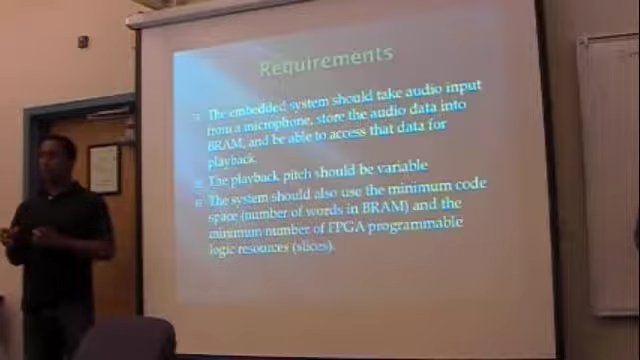 Requirements
The embedded system should take audio input
from a microphone, store the audio data into
BRAM, and be able to access that data for
playback.
The playback pitch should be variable
The system should also use the minimum code
space (number of words in BRAM) and the
minimum number of FPGA programmable
logic resources (slices).